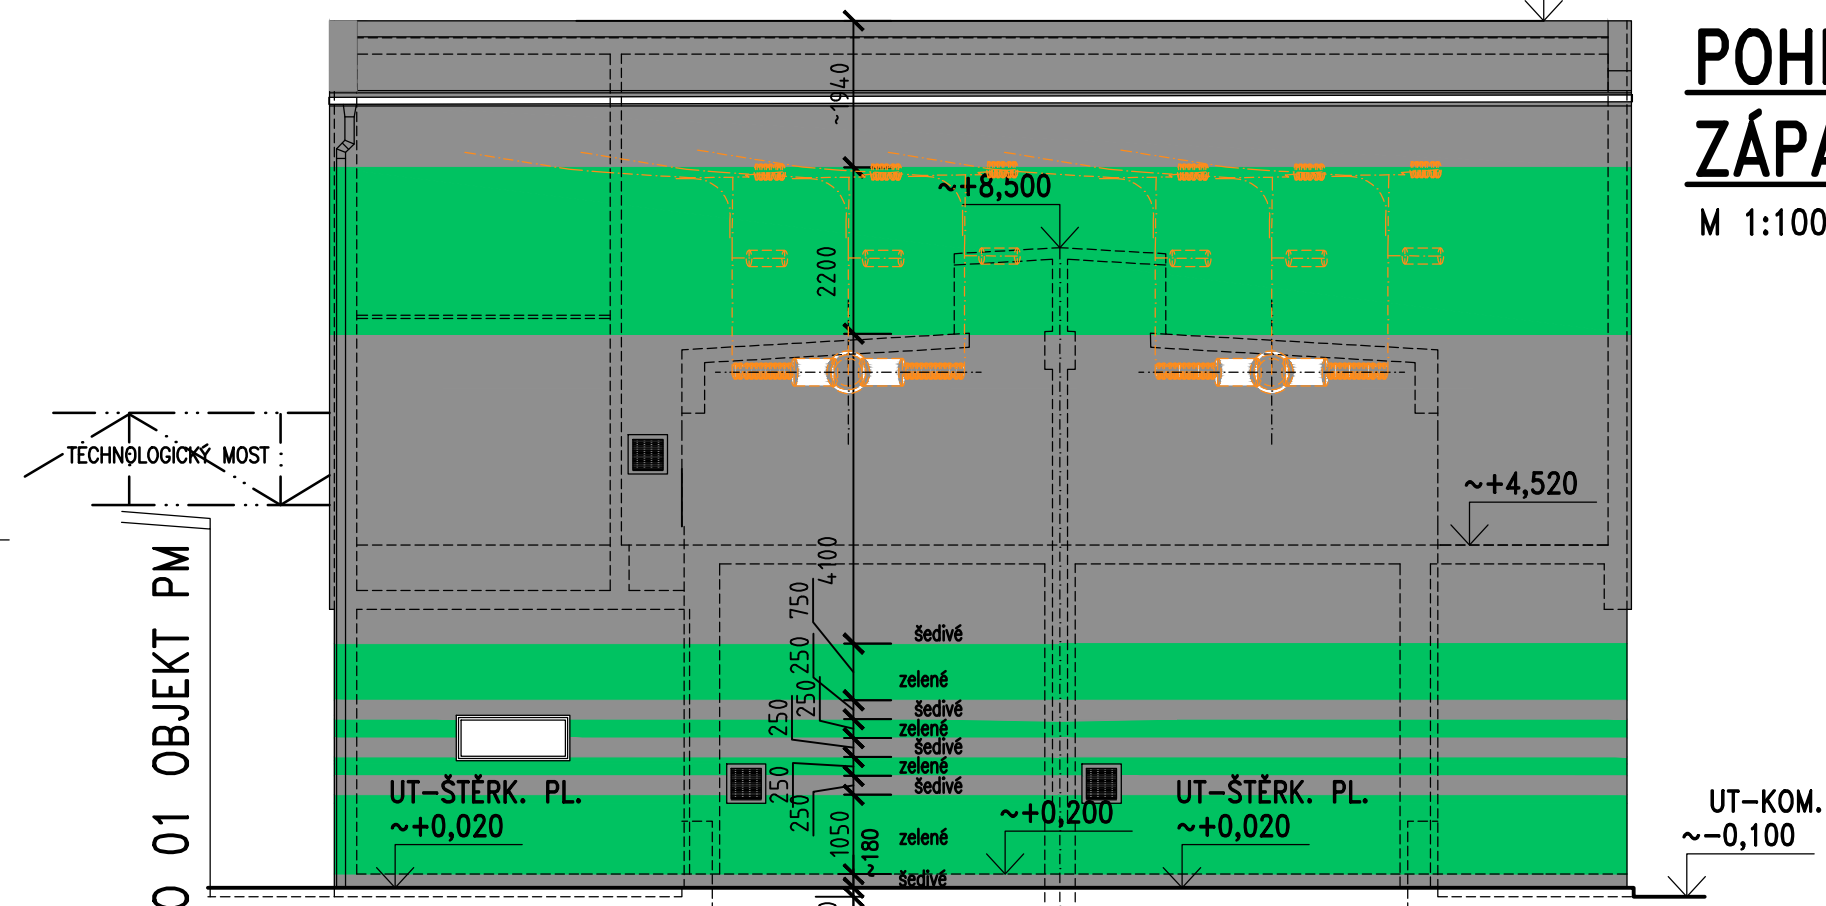 POHL
ZÁPA
M 1:100
~1940
~+8,500
2200
TECHNOLOGICKÝ MOST
~+4,520
4100
750
250
250
250
250
250
1050
~180
šedivé
zelené
šedivé
zelené
šedivé
zelené
šedivé
zelené
šedivé
UT-ŠTĚRK. PL.
~+0,020
~+0,200
UT-ŠTĚRK. PL.
~+0,020
UT-KOM.
~-0,100
O 01 OBJEKT PM